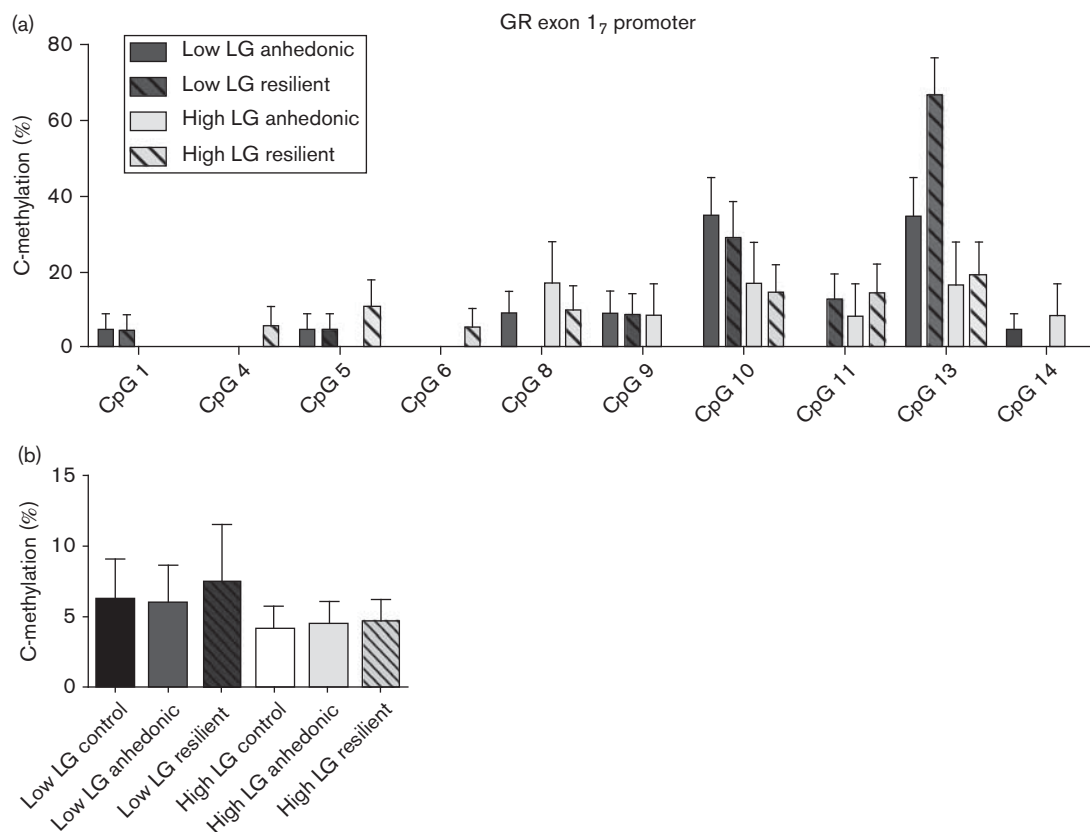 (a)
GR exon 1₇ promoter
Low LG anhedonic
Low LG resilient
High LG anhedonic
High LG resilient
C-methylation (%)
80
60
40
20
0
CpG 1
CpG 4
CpG 5
CpG 6
CpG 8
CpG 9
CpG 10
CpG 11
CpG 13
CpG 14
(b)
C-methylation (%)
15
10
5
0
Low LG control
Low LG anhedonic
Low LG resilient
High LG control
High LG anhedonic
High LG resilient